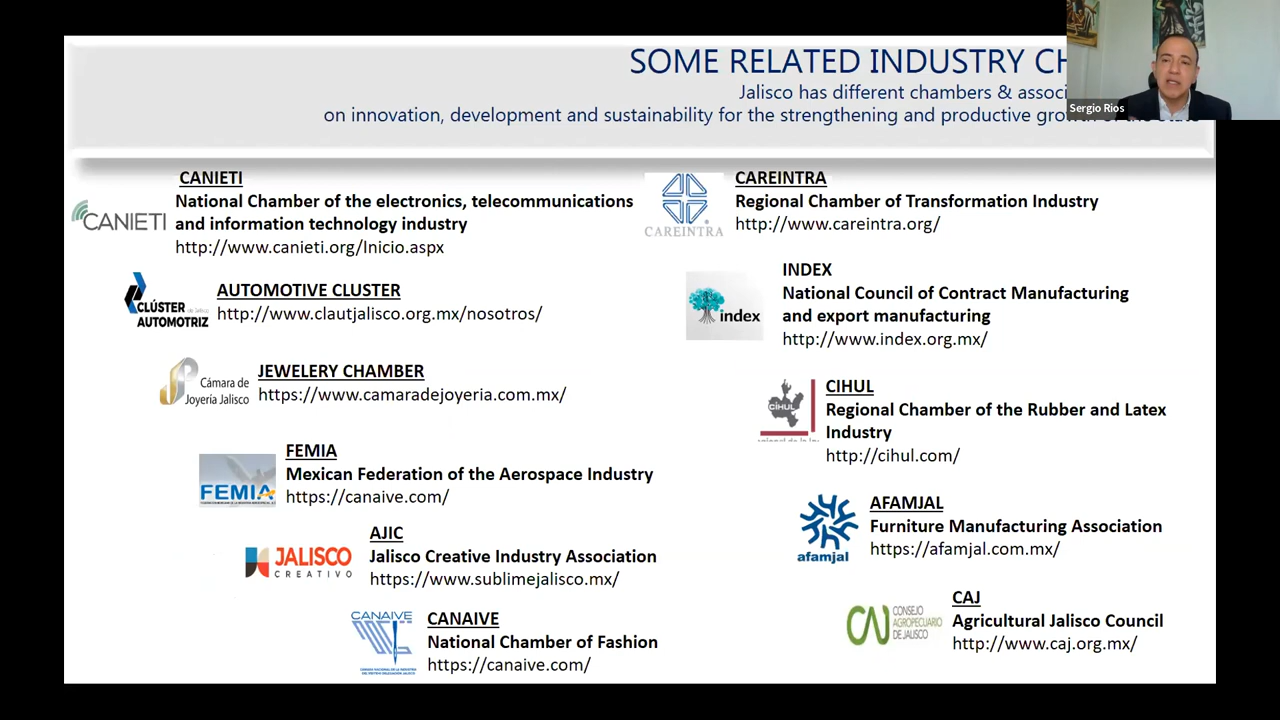 SOME RELATED INDUSTRY
Jalisco has different chambers &
on innovation, development and sustainability for the strengthening and productive
Sergio Rios
CANIETI
National Chamber of the electronics, telecommunications
and information technology industry
http://www.canieti.org/Inicio.aspx
CANIETI
AUTOMOTIVE CLUSTER
http://www.clautjalisco.org.mx/nosotros/
CLÚSTER
AUTOMOTRIZ
JEWELERY CHAMBER
https://www.camaradejoyeria.com.mx/
Cámara de
Joyería Jalisco
FEMIA
Mexican Federation of the Aerospace Industry
https://canaive.com/
FEMIA
AJIC
Jalisco Creative Industry Association
https://www.sublimejalisco.mx/
JALISCO
CREATIVO
CANAIVE
National Chamber of Fashion
https://canaive.com/
CANAIVE
CAREINTRA
Regional Chamber of Transformation Industry
http://www.careintra.org/
CAREINTRA
INDEX
National Council of Contract Manufacturing
and export manufacturing
http://www.index.org.mx/
index
CIHUL
Regional Chamber of the Rubber and Latex
Industry
http://cihul.com/
CIHUL
AFAMJAL
Furniture Manufacturing Association
https://afamjal.com.mx/
afamjal
CAJ
Agricultural Jalisco Council
http://www.caj.org.mx/
CAJ
CONSEJO
AGROPECUARIO
DE JALISCO